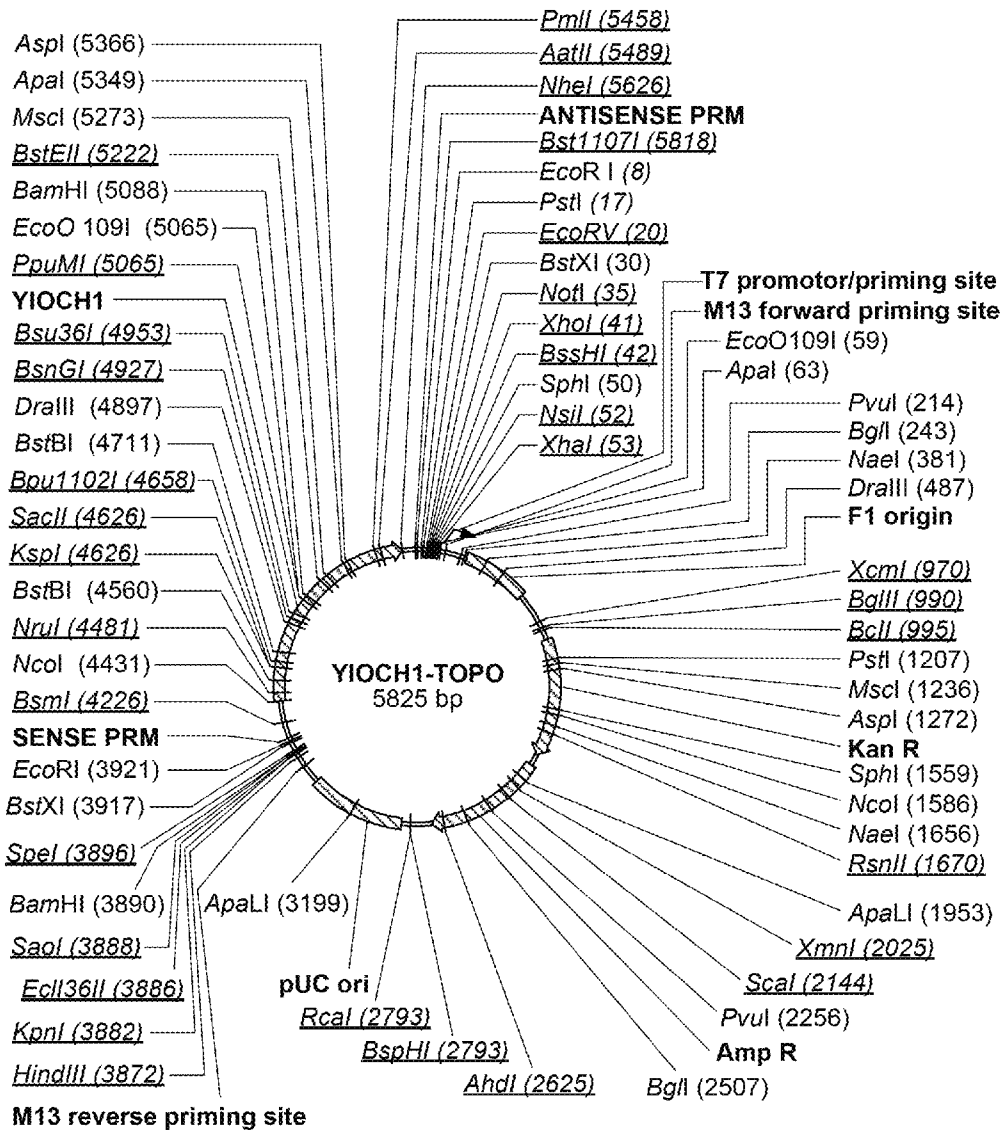 AspI (5366)
ApaI (5349)
MscI (5273)
BstEII (5222)
BamHI (5088)
EcoO 109I (5065)
PpuMI (5065)
YIOCH1
Bsu36I (4953)
BsnGI (4927)
DraIII (4897)
BstBI (4711)
Bpu1102I (4658)
SacII (4626)
KspI (4626)
BstBI (4560)
NruI (4481)
NcoI (4431)
BsmI (4226)
SENSE PRM
EcoRI (3921)
BstXI (3917)
SpeI (3896)
BamHI (3890)
SaoI (3888)
EclI36II (3886)
KpnI (3882)
HindIII (3872)
M13 reverse priming site
PmlI (5458)
AatII (5489)
NheI (5626)
ANTISENSE PRM
Bst1107I (5818)
EcoR I (8)
PstI (17)
EcoRV (20)
BstXI (30)
NotI (35)
XhoI (41)
BssHI (42)
SphI (50)
NsiI (52)
XhaI (53)
T7 promotor/priming site
M13 forward priming site
EcoO109I (59)
ApaI (63)
PvuI (214)
BglI (243)
NaeI (381)
DraIII (487)
F1 origin
XcmI (970)
BglII (990)
BclI (995)
PstI (1207)
MscI (1236)
AspI (1272)
Kan R
SphI (1559)
NcoI (1586)
NaeI (1656)
RsnII (1670)
ApaLI (1953)
XmnI (2025)
ScaI (2144)
PvuI (2256)
Amp R
BglI (2507)
AhdI (2625)
BspHI (2793)
RcaI (2793)
pUC ori
ApaLI (3199)
YIOCH1-TOPO
5825 bp